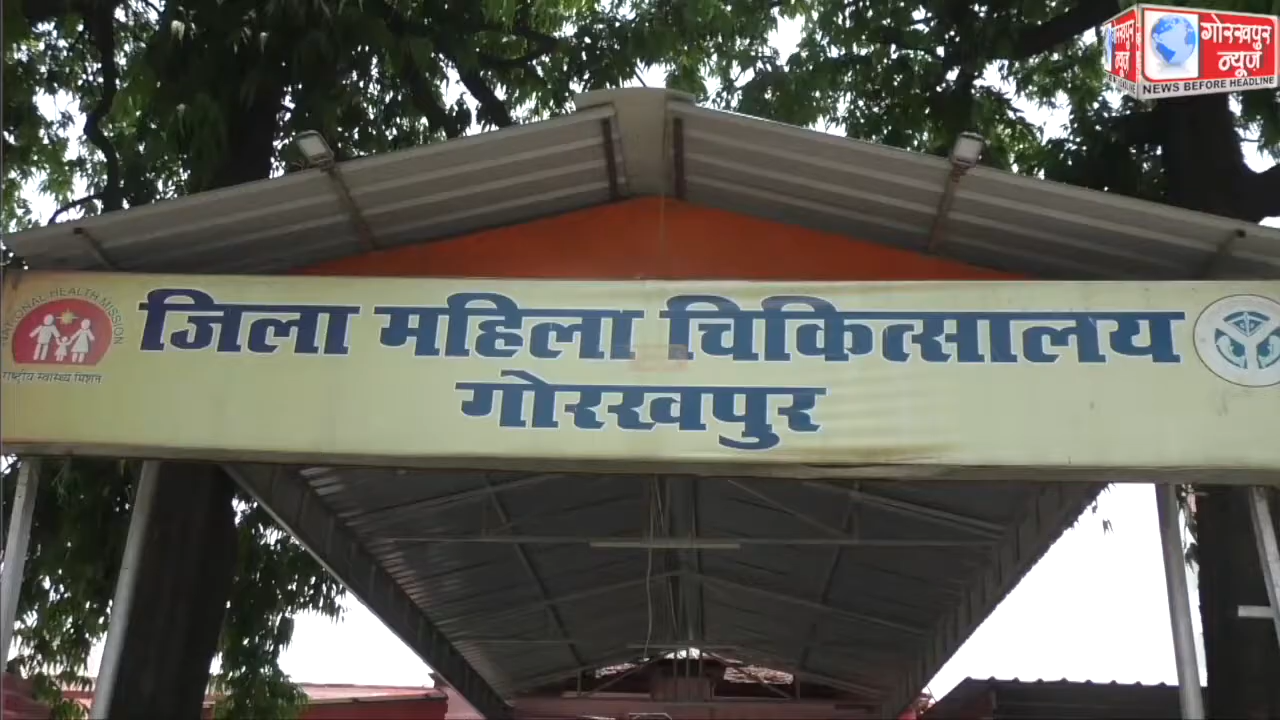 गोरखपुर
न्यूज
NEWS BEFORE HEADLINE
NATIONAL HEALTH MISSION
राष्ट्रीय स्वास्थ्य मिशन
जिला महिला चिकित्सालय
गोरखपुर